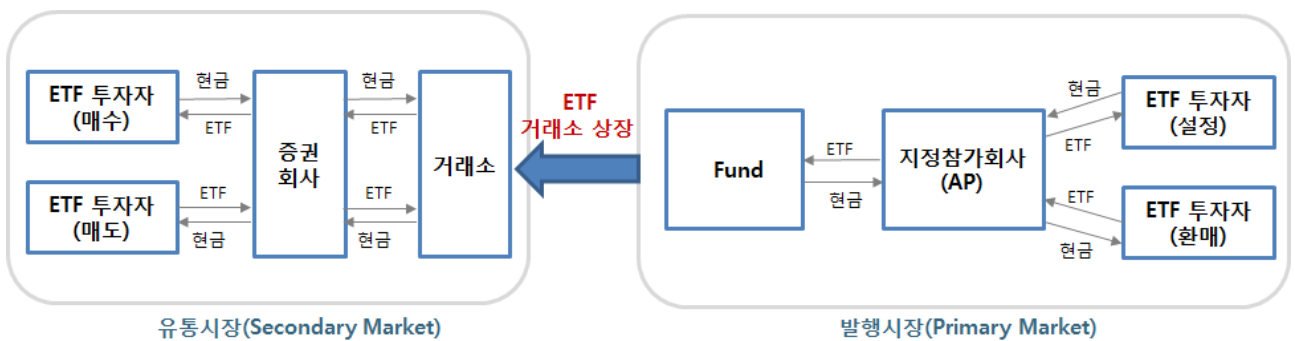 ETF 투자자
(매수)
현금
ETF
ETF 투자자
(매도)
ETF
현금
증권
회사
현금
ETF
ETF
현금
거래소
ETF
거래소 상장
Fund
ETF
현금
지정참가회사
(AP)
현금
ETF
ETF
현금
ETF 투자자
(설정)
ETF 투자자
(환매)
유통시장(Secondary Market)
발행시장(Primary Market)